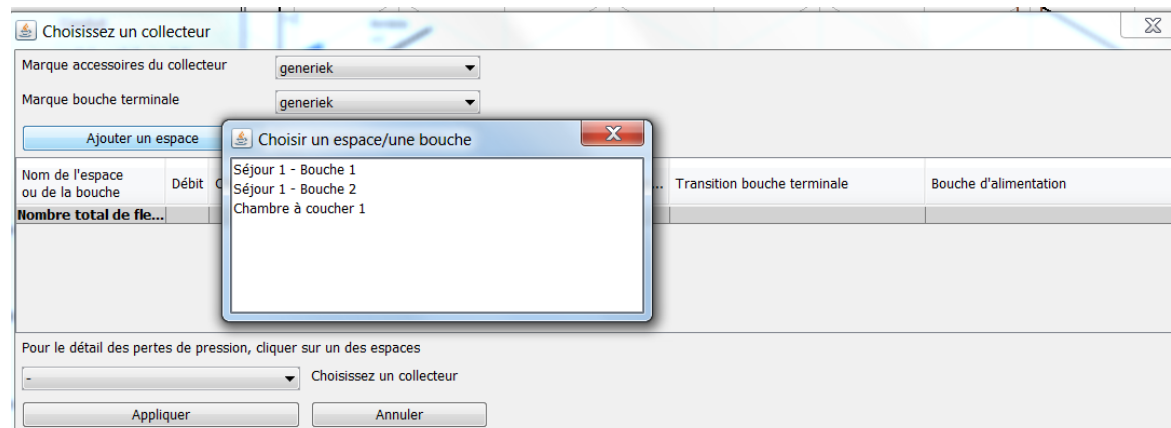 Choisissez un collecteur
Marque accessoires du collecteur generiek
Marque bouche terminale generiek
Ajouter un espace
Choisir un espace/une bouche
Séjour 1 - Bouche 1
Séjour 1 - Bouche 2
Chambre à coucher 1
Nom de l'espace
ou de la bouche
Débit
... Transition bouche terminale
Bouche d'alimentation
Nombre total de fle...
Pour le détail des pertes de pression, cliquer sur un des espaces
- Choisissez un collecteur
Appliquer Annuler